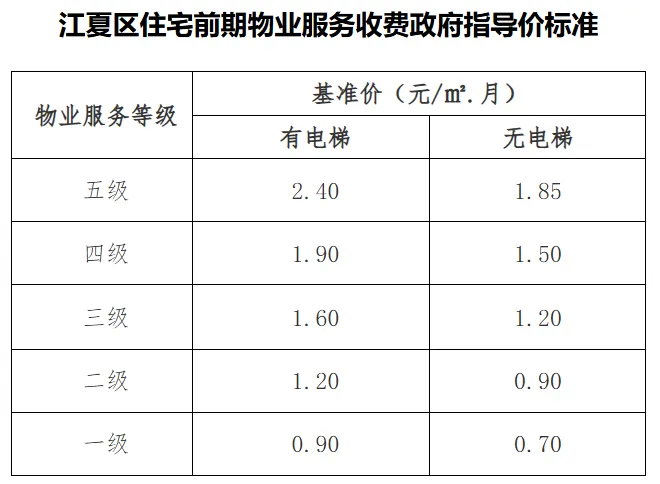 江夏区住宅前期物业服务收费政府指导价标准
物业服务等级
基准价（元/㎡.月）
有电梯 无电梯
五级 2.40 1.85
四级 1.90 1.50
三级 1.60 1.20
二级 1.20 0.90
一级 0.90 0.70